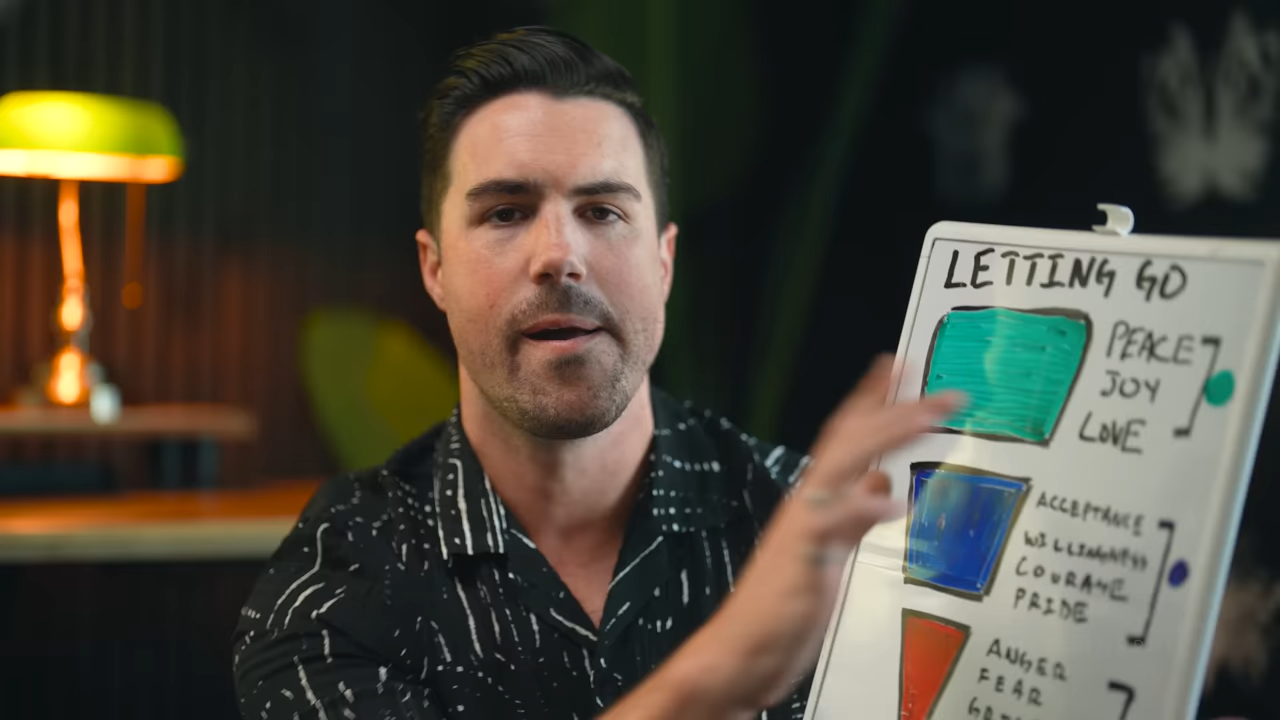 LETTING GO
PEACE
JOY
LOVE
ACCEPTANCE
WILLINGNESS
COURAGE
PRIDE
ANGER
FEAR